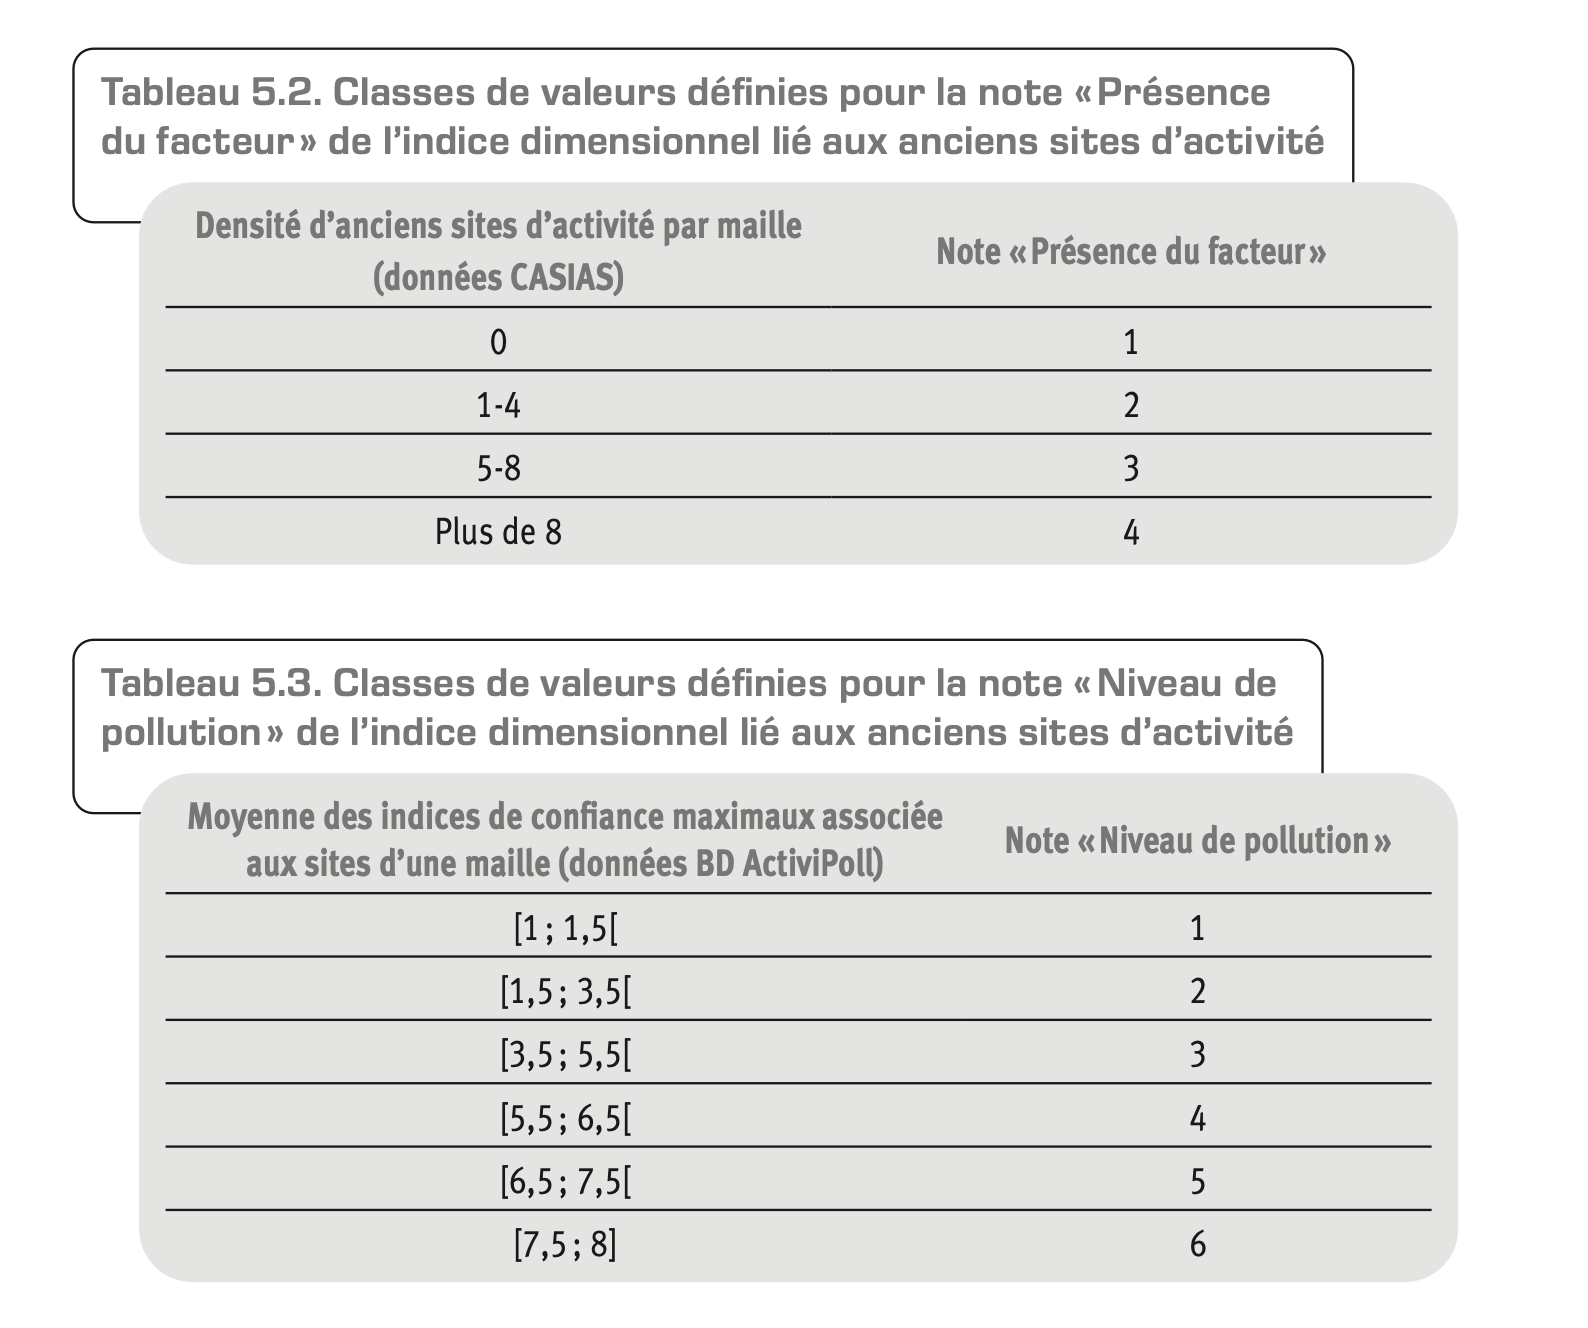 Tableau 5.2. Classes de valeurs définies pour la note «Présence
du facteur» de l’indice dimensionnel lié aux anciens sites d’activité
Densité d’anciens sites d’activité par maille
(données CASIAS)
Note «Présence du facteur»
0
1
1-4
2
5-8
3
Plus de 8
4
Tableau 5.3. Classes de valeurs définies pour la note «Niveau de
pollution» de l’indice dimensionnel lié aux anciens sites d’activité
Moyenne des indices de confiance maximaux associée
aux sites d’une maille (données BD ActiviPoll)
Note «Niveau de pollution»
[1 ; 1,5[
1
[1,5 ; 3,5[
2
[3,5 ; 5,5[
3
[5,5 ; 6,5[
4
[6,5 ; 7,5[
5
[7,5 ; 8]
6